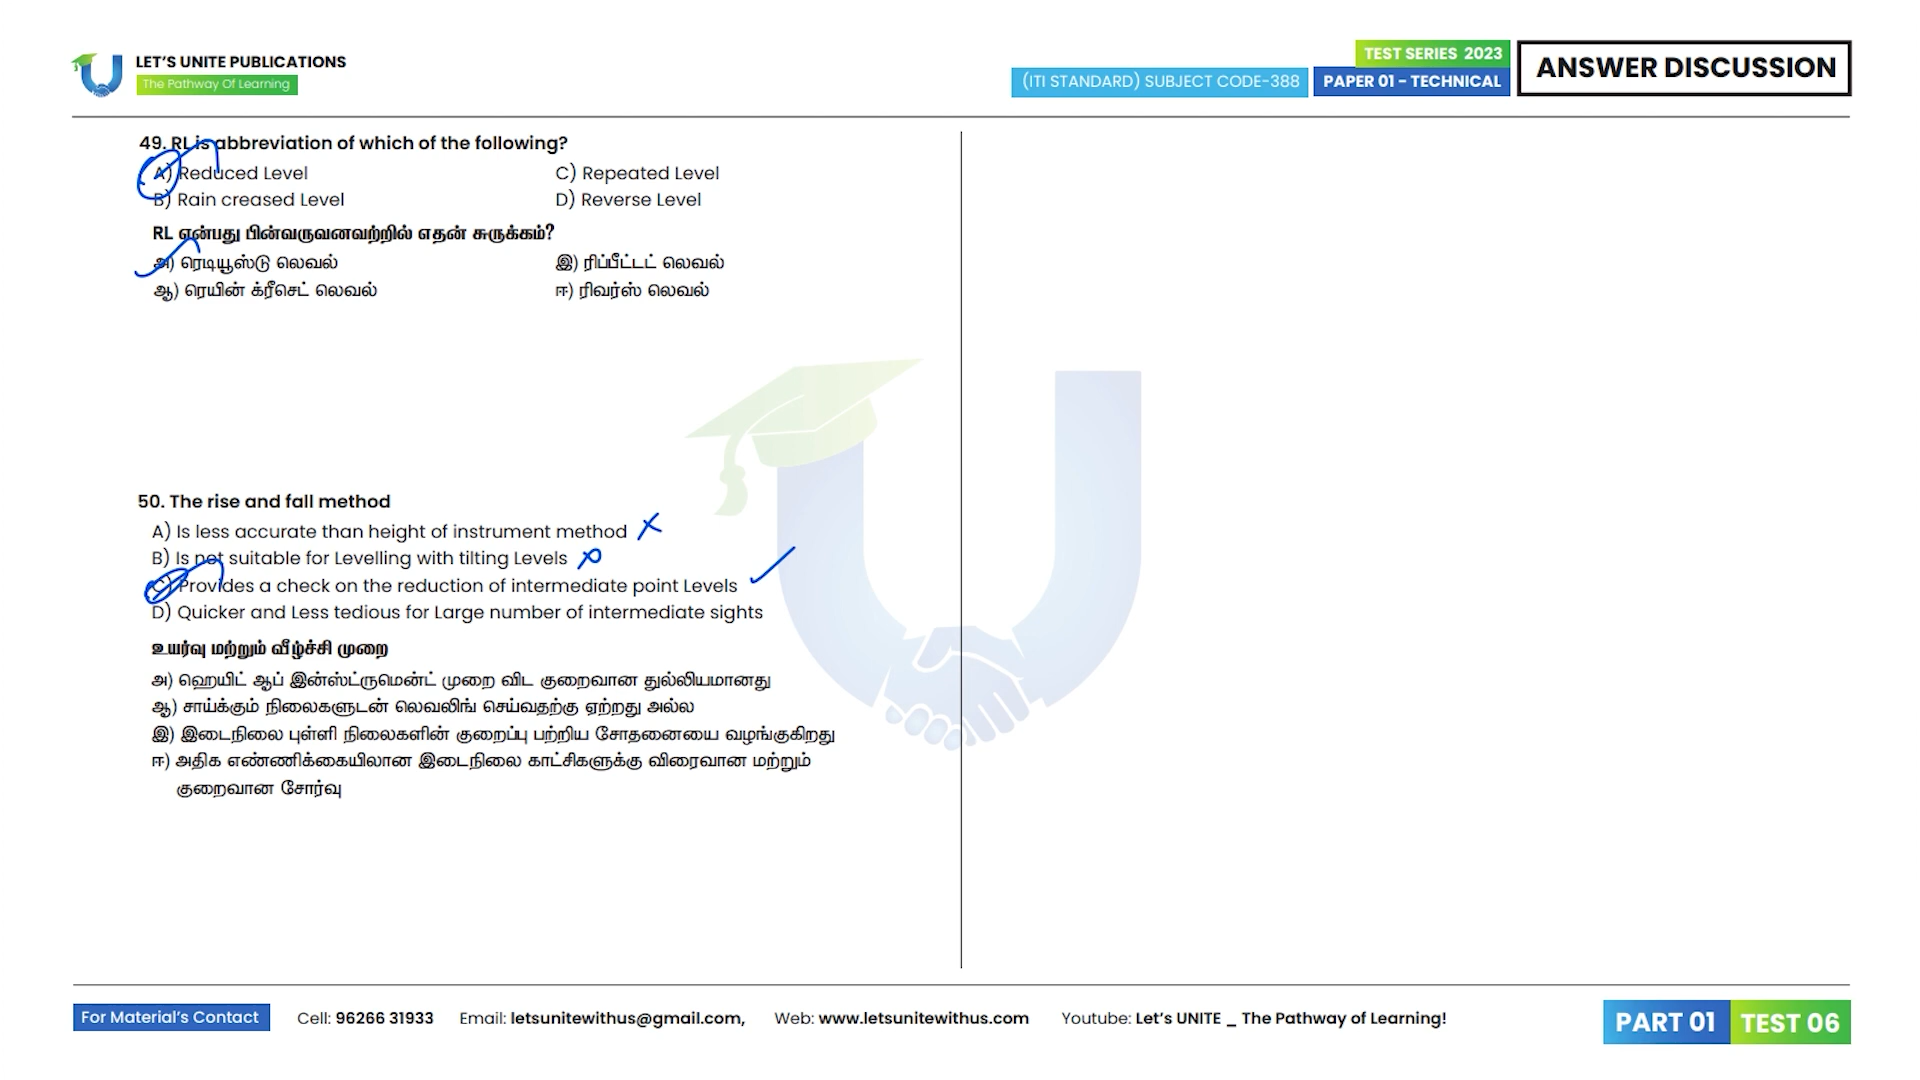 LET'S UNITE PUBLICATIONS
The Pathway Of Learning
TEST SERIES 2023
(ITI STANDARD) SUBJECT CODE-388
PAPER 01 - TECHNICAL
ANSWER DISCUSSION
49. RL is abbreviation of which of the following?
A) Reduced Level
C) Repeated Level
B) Rain creased Level
D) Reverse Level
RL என்பது பின்வருவனவற்றில் எதன் சுருக்கம்?
அ) ரெடியூஸ்டு லெவல்
இ) ரிப்பீட்டட் லெவல்
ஆ) ரெயின் க்ரீசெட் லெவல்
ஈ) ரிவர்ஸ் லெவல்
50. The rise and fall method
A) Is less accurate than height of instrument method
B) Is not suitable for Levelling with tilting Levels
C) Provides a check on the reduction of intermediate point Levels
D) Quicker and Less tedious for Large number of intermediate sights
உயர்வு மற்றும் வீழ்ச்சி முறை
அ) ஹெயிட் ஆப் இன்ஸ்ட்ருமென்ட் முறை விட குறைவான துல்லியமானது
ஆ) சாய்க்கும் நிலைகளுடன் லெவலிங் செய்வதற்கு ஏற்றது அல்ல
இ) இடைநிலை புள்ளி நிலைகளின் குறைப்பு பற்றிய சோதனையை வழங்குகிறது
ஈ) அதிக எண்ணிக்கையிலான இடைநிலை காட்சிகளுக்கு விரைவான மற்றும்
குறைவான சோர்வு
For Material's Contact
Cell: 96266 31933
Email: letsunitewithus@gmail.com,
Web: www.letsunitewithus.com
Youtube: Let's UNITE _ The Pathway of Learning!
PART 01
TEST 06